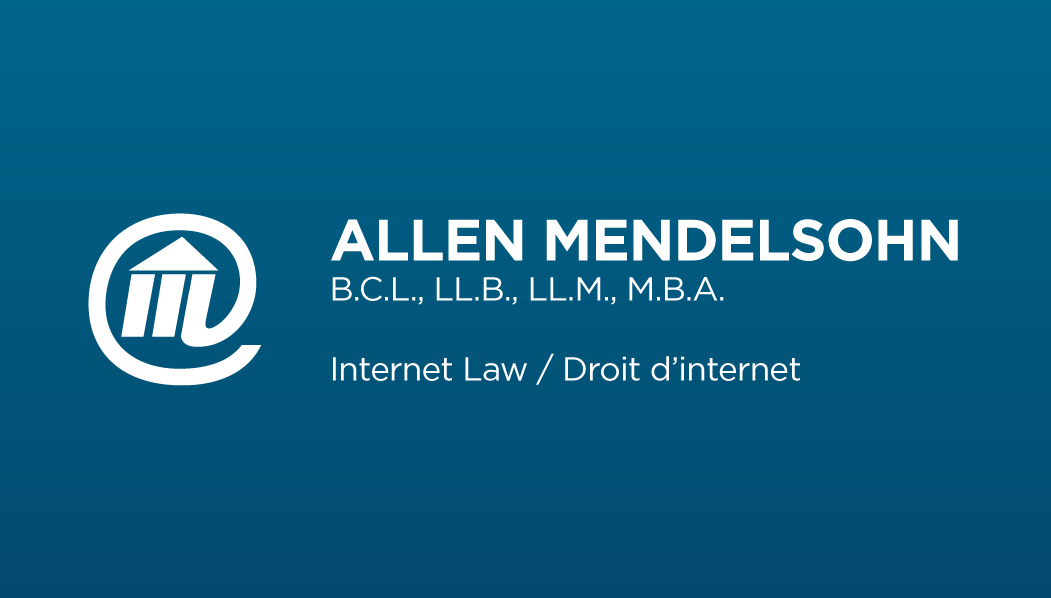 ALLEN MENDELSOHN
B.C.L., LL.B., LL.M., M.B.A.
Internet Law / Droit d’internet